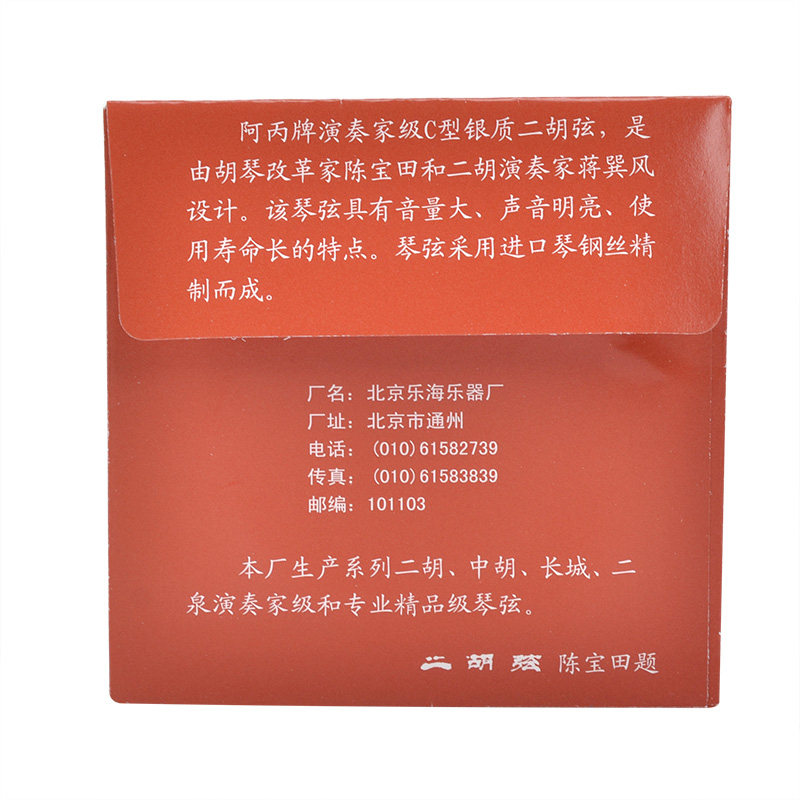 阿丙牌演奏家级C型银质二胡弦，是
由胡琴改革家陈宝田和二胡演奏家蒋巽风
设计。该琴弦具有音量大、声音明亮、使
用寿命长的特点。琴弦采用进口琴钢丝精
制而成。
厂名：北京乐海乐器厂
厂址：北京市通州
电话：(010)61582739
传真：(010)61583839
邮编：101103
本厂生产系列二胡、中胡、长城、二
泉演奏家级和专业精品级琴弦。
二胡弦 陈宝田题